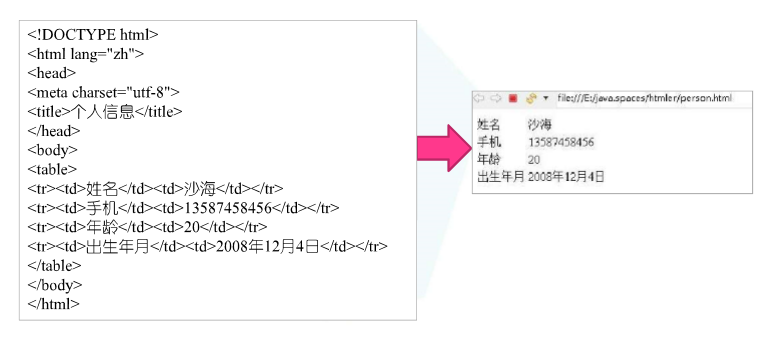 <!DOCTYPE html>
<html lang="zh">
<head>
<meta charset="utf-8">
<title>个人信息</title>
</head>
<body>
<table>
<tr><td>姓名</td><td>沙海</td></tr>
<tr><td>手机</td><td>13587458456</td></tr>
<tr><td>年龄</td><td>20</td></tr>
<tr><td>出生年月</td><td>2008年12月4日</td></tr>
</table>
</body>
</html>
file:///E:/java.spaces/htmler/person.html
姓名 沙海
手机 13587458456
年龄 20
出生年月 2008年12月4日